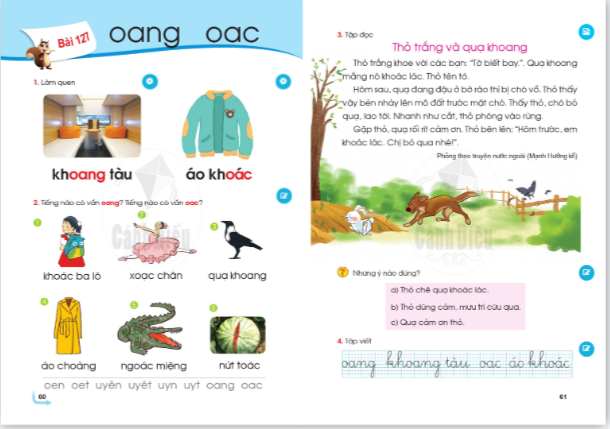 Bài 127
oang oac
1. Làm quen
khoang tàu
áo khoác
2. Tiếng nào có vần oang? Tiếng nào có vần oac?
1
2
3
khoác ba lô
xoạc chân
quạ khoang
4
5
6
áo choàng
ngoác miệng
nứt toác
oen oet uyên uyêt uyn uyt oang oac
60
Cánh Diều
3. Tập đọc
Thỏ trắng và quạ khoang
Thỏ trắng khoe với các bạn: "Tớ biết bay.". Quạ khoang
mắng nó khoác lác. Thỏ tẽn tò.
Hôm sau, quạ đang đậu ở bờ rào thì bị chó vồ. Thỏ thấy
vậy bèn nhảy lên mô đất trước mặt chó. Thấy thỏ, chó bỏ
quạ, lao tới. Nhanh như cắt, thỏ phóng vào rừng.
Gặp thỏ, quạ rối rít cảm ơn. Thỏ bẽn lẽn: "Hôm trước, em
khoác lác. Chị bỏ qua nhé!".
Phỏng theo truyện nước ngoài (Mạnh Hường kể)
Cánh Diều
? Những ý nào đúng?
a) Thỏ chê quạ khoác lác.
b) Thỏ dũng cảm, mưu trí cứu quạ.
c) Quạ cảm ơn thỏ.
4. Tập viết
oang khoang tàu oac áo khoác
61